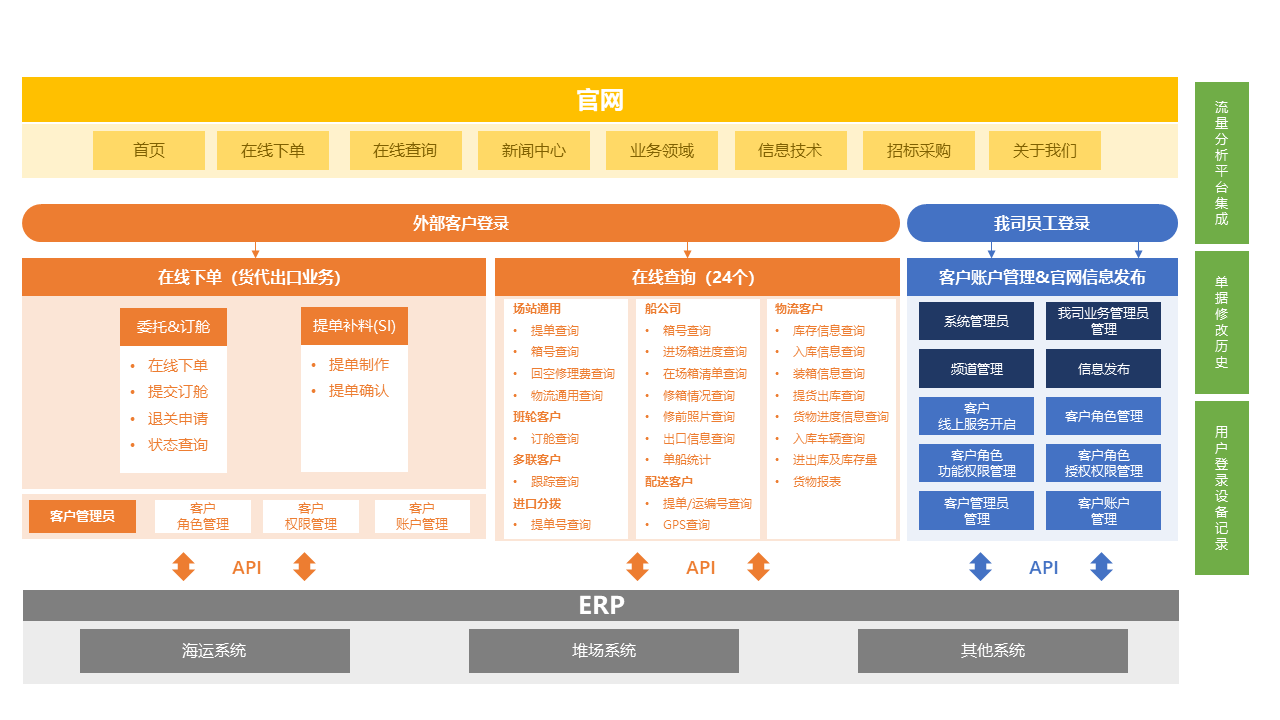 官网
首页
在线下单
在线查询
新闻中心
业务领域
信息技术
招标采购
关于我们
外部客户登录
我司员工登录
在线下单（货代出口业务）
委托&订舱
• 在线下单
• 提交订舱
• 退关申请
• 状态查询
提单补料(SI)
• 提单制作
• 提单确认
客户管理员
客户
角色管理
客户
权限管理
客户
账户管理
在线查询（24个）
场站通用
• 提单查询
• 箱号查询
• 回空修理费查询
• 物流通用查询
班轮客户
• 订舱查询
多联客户
• 跟踪查询
进口分拨
• 提单号查询
船公司
• 箱号查询
• 进场箱进度查询
• 在场箱清单查询
• 修箱情况查询
• 修前照片查询
• 出口信息查询
• 单船统计
配送客户
• 提单/运编号查询
• GPS查询
物流客户
• 库存信息查询
• 入库信息查询
• 装箱信息查询
• 提货出库查询
• 货物进度信息查询
• 入库车辆查询
• 进出库及库存量
• 货物报表
客户账户管理&官网信息发布
系统管理员
我司业务管理员
管理
频道管理
信息发布
客户
线上服务开启
客户角色管理
客户角色
功能权限管理
客户角色
授权权限管理
客户管理员
管理
客户账户
管理
API
API
API
ERP
海运系统
堆场系统
其他系统
流量分析平台集成
单据修改历史
用户登录设备记录